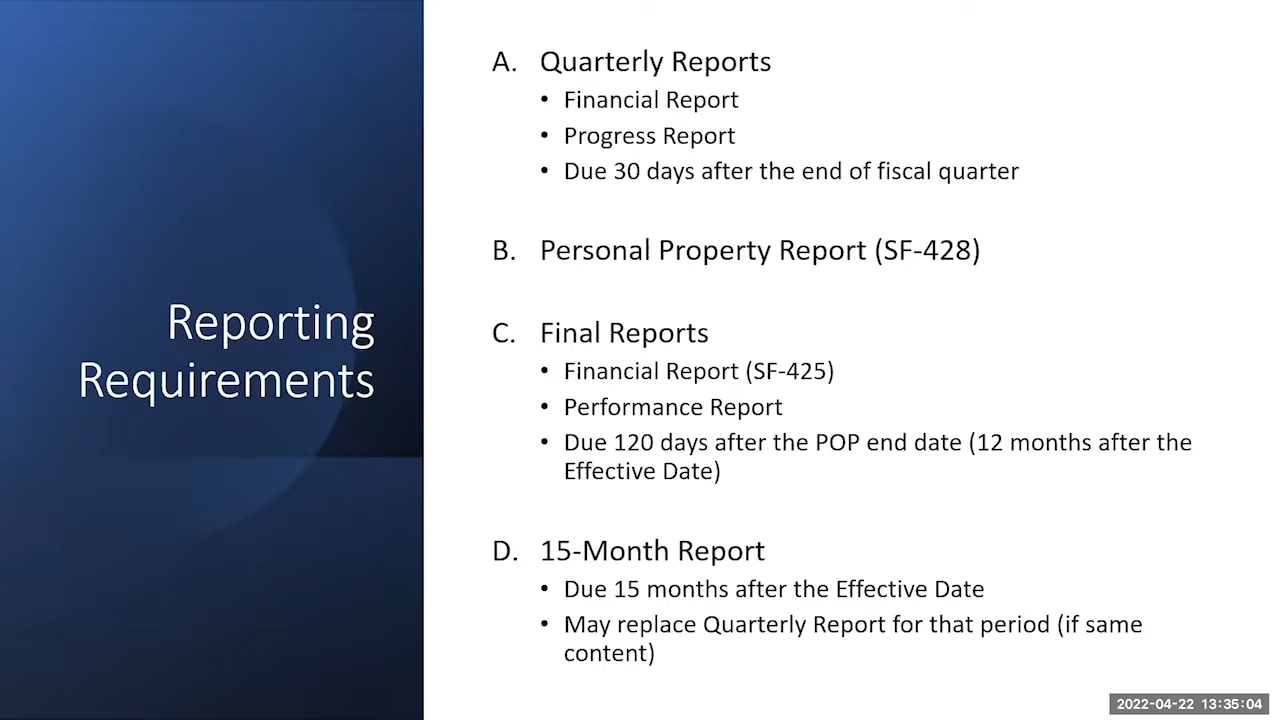 Reporting
Requirements
A. Quarterly Reports
• Financial Report
• Progress Report
• Due 30 days after the end of fiscal quarter
B. Personal Property Report (SF-428)
C. Final Reports
• Financial Report (SF-425)
• Performance Report
• Due 120 days after the POP end date (12 months after the
Effective Date)
D. 15-Month Report
• Due 15 months after the Effective Date
• May replace Quarterly Report for that period (if same
content)
2022-04-22 13:35:04